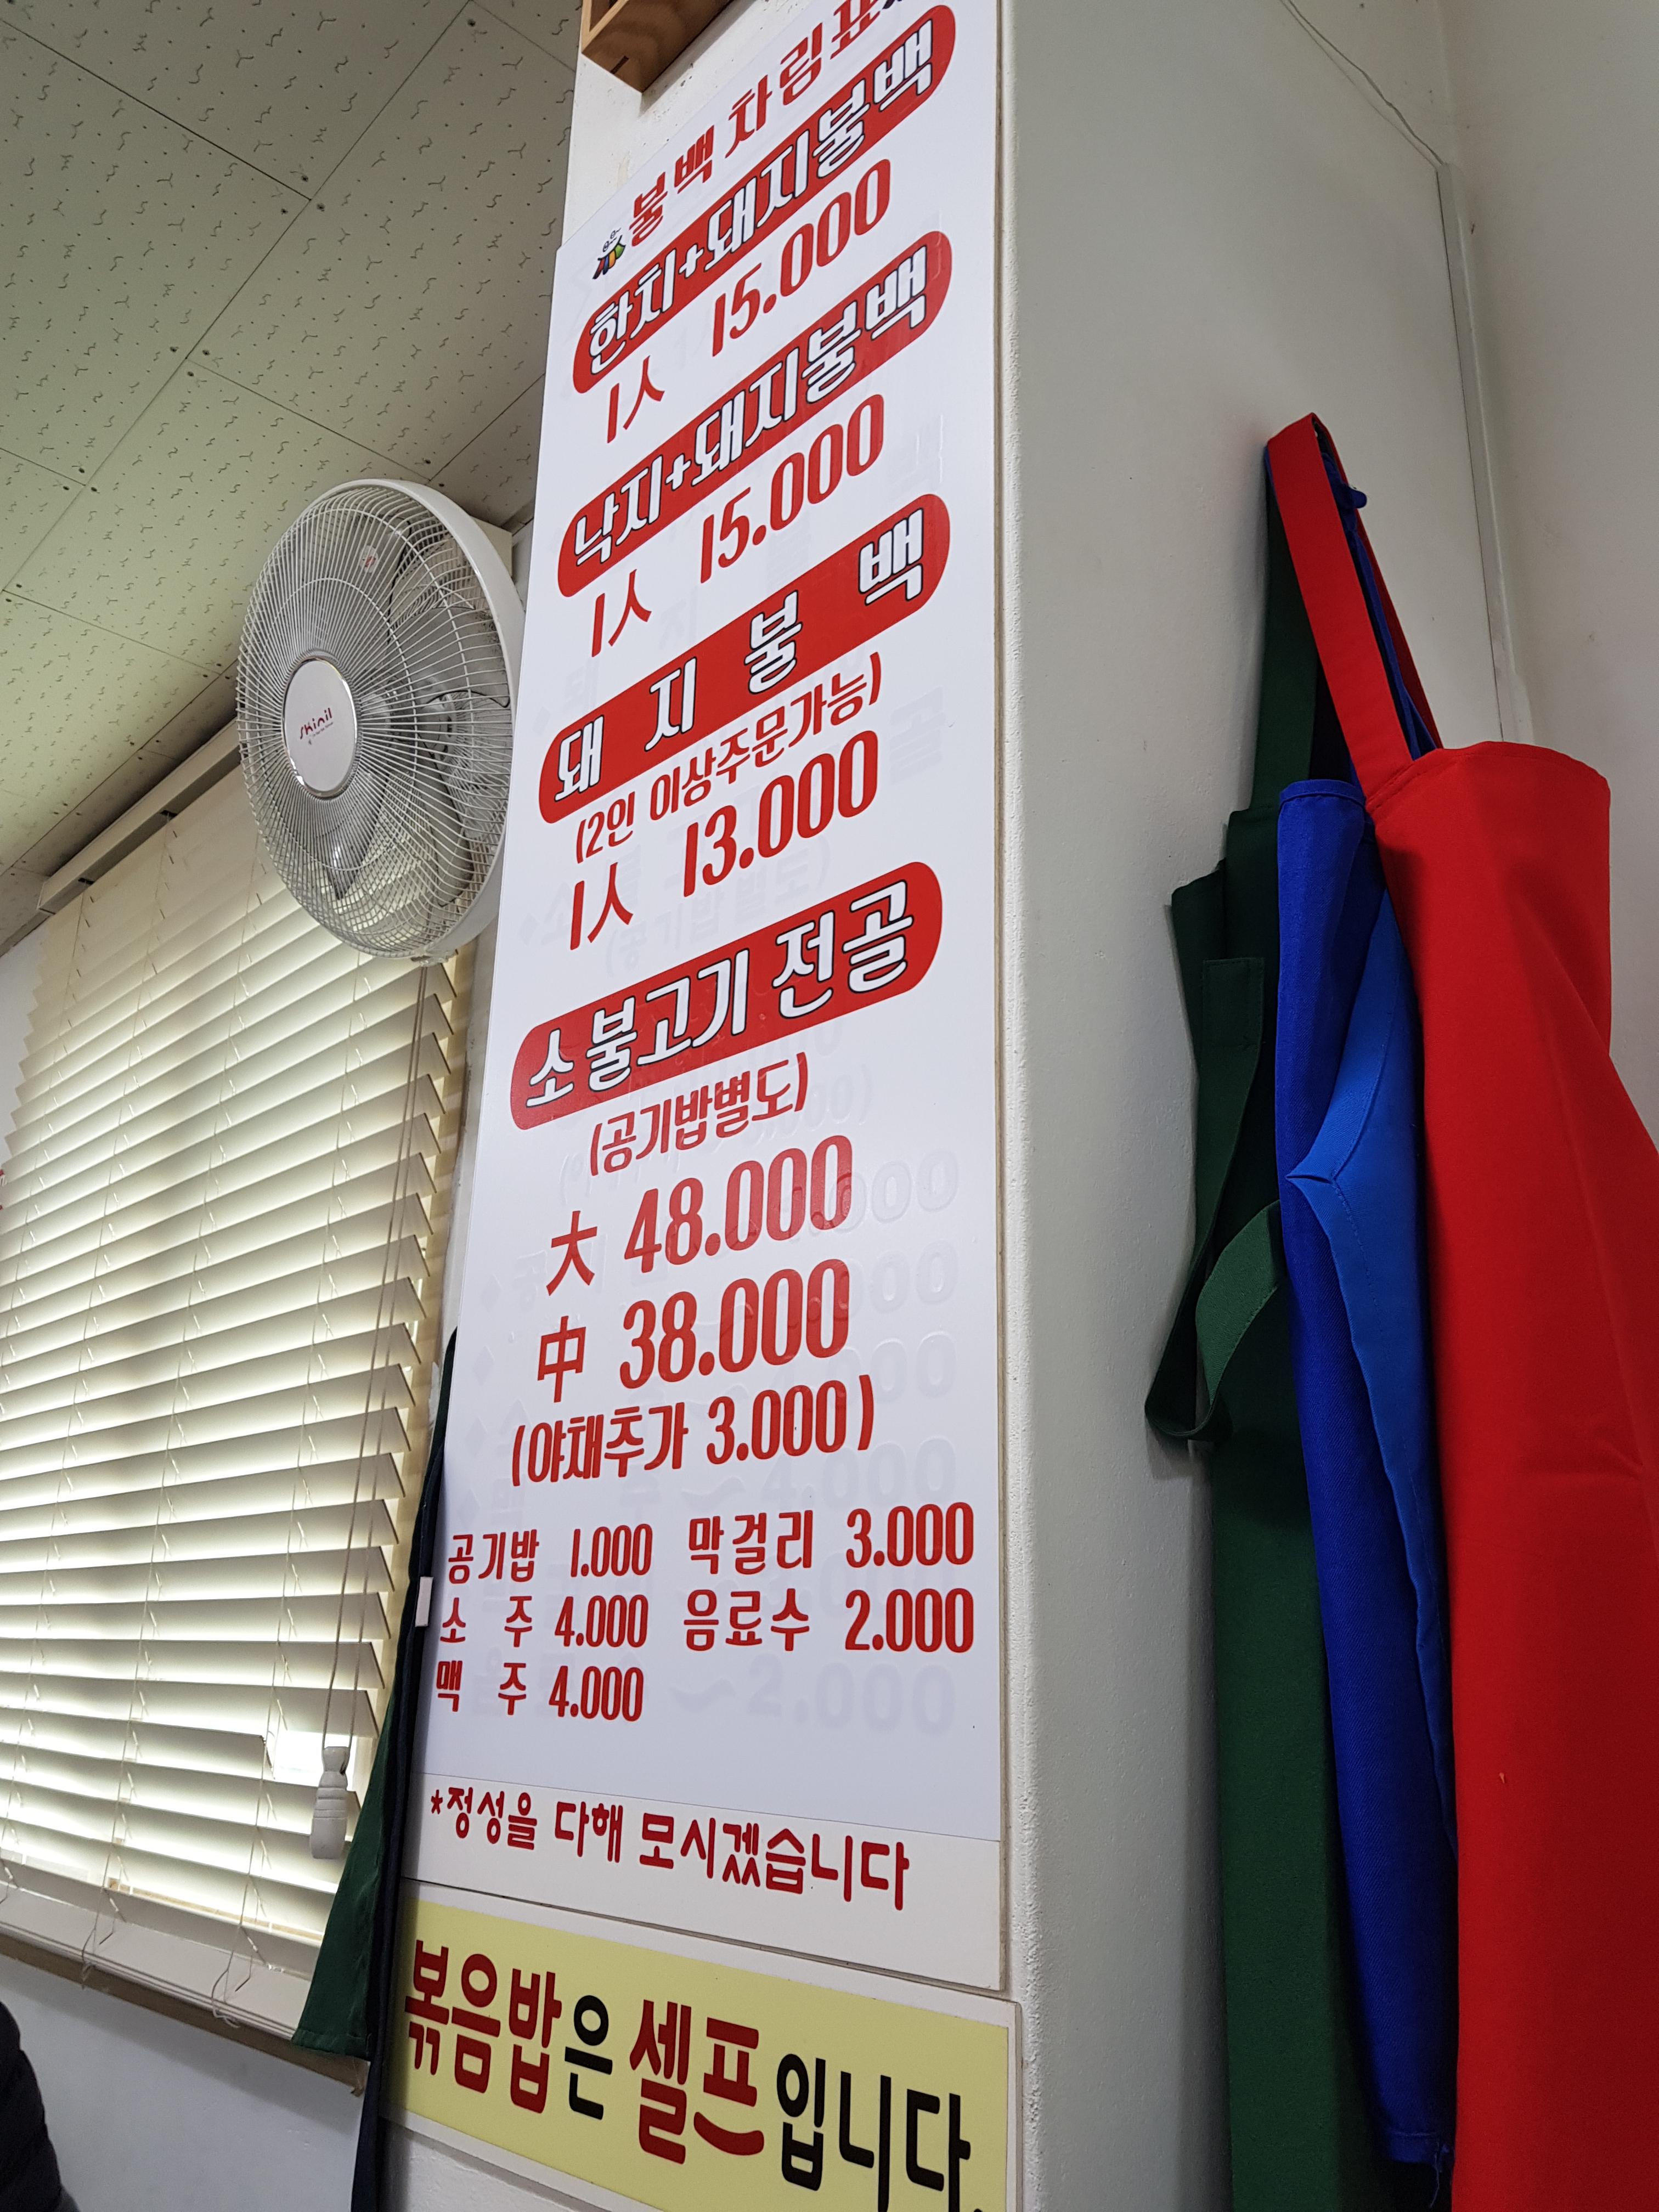 불백 차림표
한치+돼지불백
1人 15.000
낙지+돼지불백
1人 15.000
돼지불백
(2인 이상주문가능)
1人 13.000
소불고기 전골
(공기밥별도)
大 48.000
中 38.000
(야채추가 3.000)
공기밥 1.000 막걸리 3.000
소 주 4.000 음료수 2.000
맥 주 4.000
*정성을 다해 모시겠습니다
볶음밥은 셀프입니다.
shinil